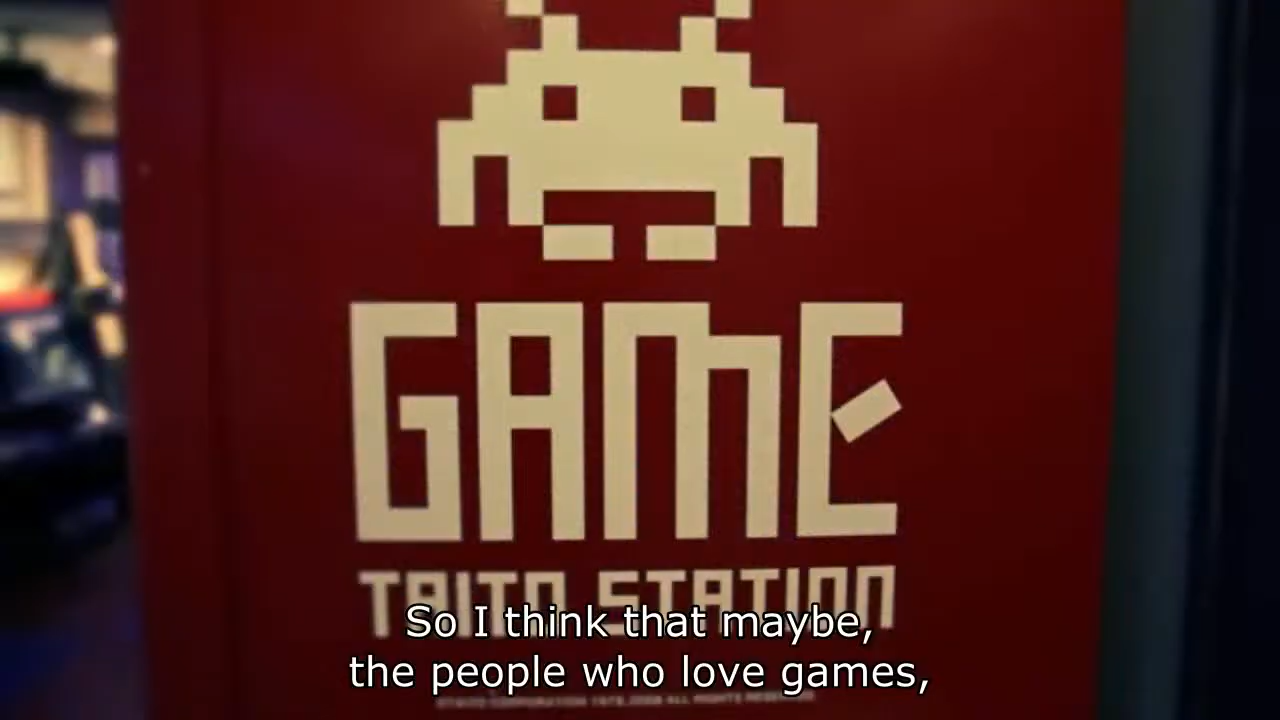 GAME
TAITO STATION
So I think that maybe,
the people who love games,